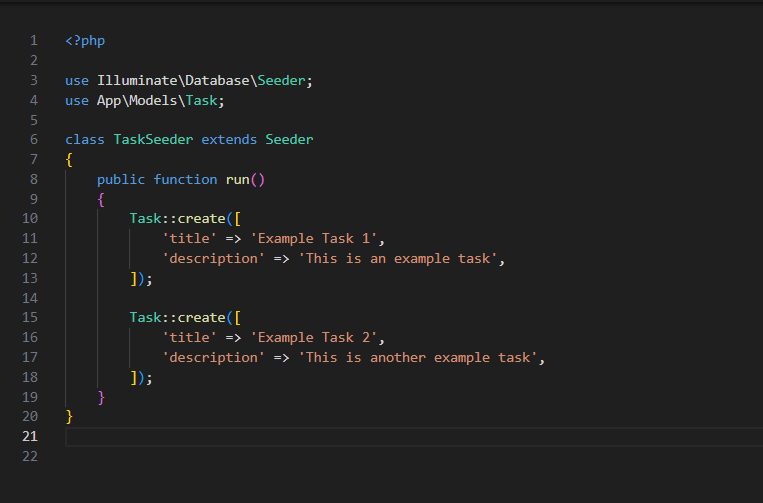 1 <?php
2
3 use Illuminate\Database\Seeder;
4 use App\Models\Task;
5
6 class TaskSeeder extends Seeder
7 {
8     public function run()
9     {
10         Task::create([
11             'title' => 'Example Task 1',
12             'description' => 'This is an example task',
13         ]);
14
15         Task::create([
16             'title' => 'Example Task 2',
17             'description' => 'This is another example task',
18         ]);
19     }
20 }
21
22